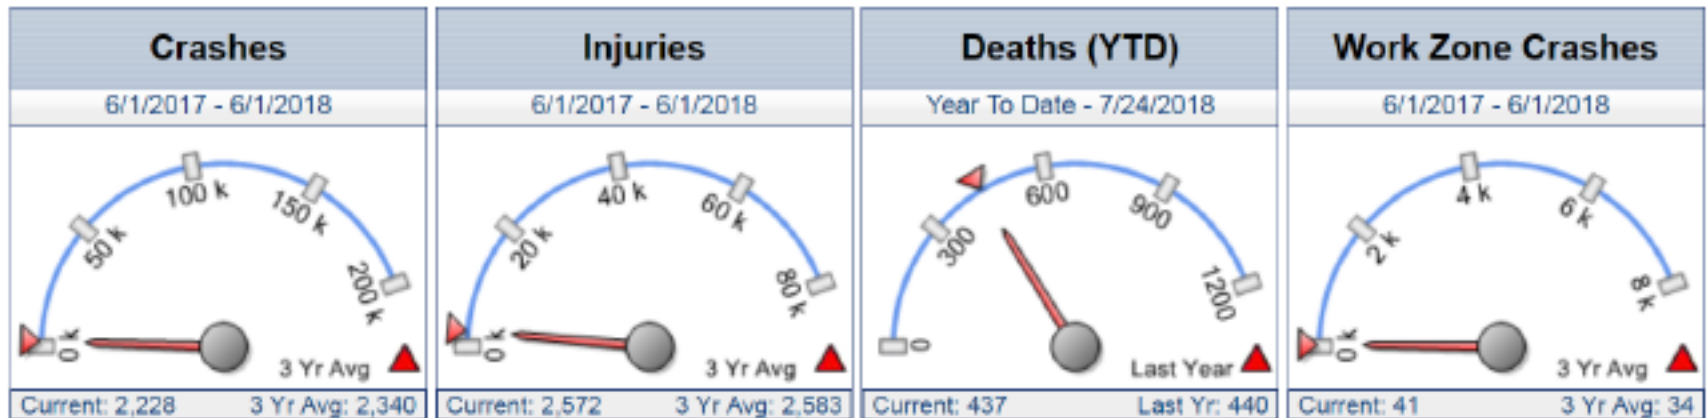 Crashes
6/1/2017 - 6/1/2018
0 k
50 k
100 k
150 k
200 k
3 Yr Avg
Current: 2,228 3 Yr Avg: 2,340
Injuries
6/1/2017 - 6/1/2018
0 k
20 k
40 k
60 k
80 k
3 Yr Avg
Current: 2,572 3 Yr Avg: 2,583
Deaths (YTD)
Year To Date - 7/24/2018
0
300
600
900
1200
Last Year
Current: 437 Last Yr: 440
Work Zone Crashes
6/1/2017 - 6/1/2018
0 k
2 k
4 k
6 k
8 k
3 Yr Avg
Current: 41 3 Yr Avg: 34